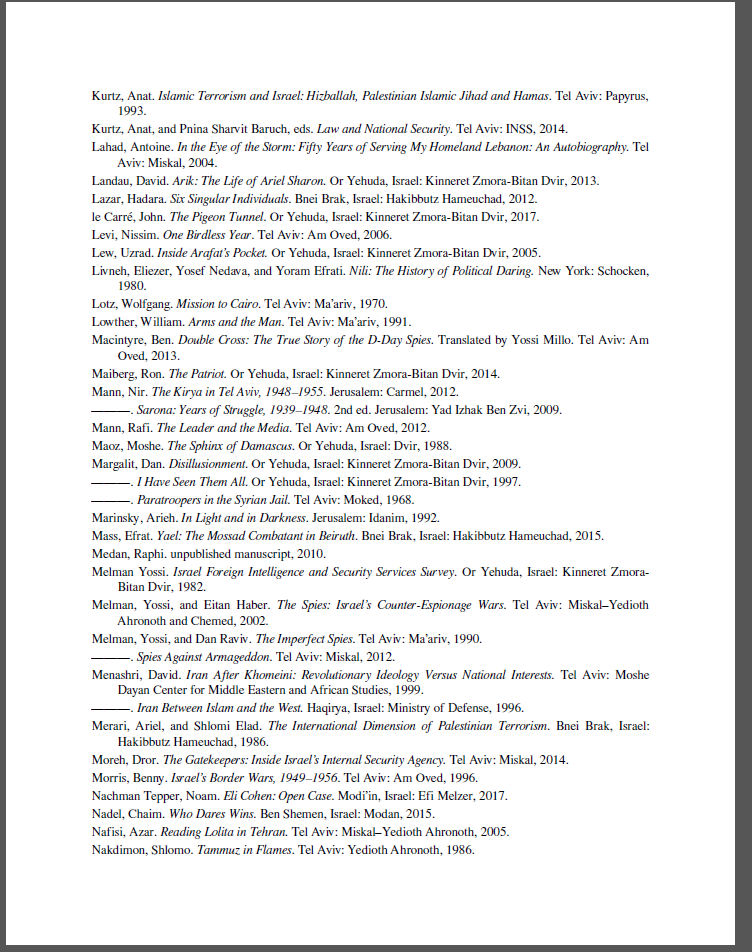 Kurtz, Anat. Islamic Terrorism and Israel: Hizballah, Palestinian Islamic Jihad and Hamas. Tel Aviv: Papyrus,
1993.
Kurtz, Anat, and Pnina Sharvit Baruch, eds. Law and National Security. Tel Aviv: INSS, 2014.
Lahad, Antoine. In the Eye of the Storm: Fifty Years of Serving My Homeland Lebanon: An Autobiography. Tel
Aviv: Miskal, 2004.
Landau, David. Arik: The Life of Ariel Sharon. Or Yehuda, Israel: Kinneret Zmora-Bitan Dvir, 2013.
Lazar, Hadara. Six Singular Individuals. Bnei Brak, Israel: Hakibbutz Hameuchad, 2012.
le Carré, John. The Pigeon Tunnel. Or Yehuda, Israel: Kinneret Zmora-Bitan Dvir, 2017.
Levi, Nissim. One Birdless Year. Tel Aviv: Am Oved, 2006.
Lew, Uzrad. Inside Arafat's Pocket. Or Yehuda, Israel: Kinneret Zmora-Bitan Dvir, 2005.
Livneh, Eliezer, Yosef Nedava, and Yoram Efrati. Nili: The History of Political Daring. New York: Schocken,
1980.
Lotz, Wolfgang. Mission to Cairo. Tel Aviv: Ma'ariv, 1970.
Lowther, William. Arms and the Man. Tel Aviv: Ma'ariv, 1991.
Macintyre, Ben. Double Cross: The True Story of the D-Day Spies. Translated by Yossi Millo. Tel Aviv: Am
Oved, 2013.
Maiberg, Ron. The Patriot. Or Yehuda, Israel: Kinneret Zmora-Bitan Dvir, 2014.
Mann, Nir. The Kirya in Tel Aviv, 1948–1955. Jerusalem: Carmel, 2012.
———. Sarona: Years of Struggle, 1939–1948. 2nd ed. Jerusalem: Yad Izhak Ben Zvi, 2009.
Mann, Rafi. The Leader and the Media. Tel Aviv: Am Oved, 2012.
Maoz, Moshe. The Sphinx of Damascus. Or Yehuda, Israel: Dvir, 1988.
Margalit, Dan. Disillusionment. Or Yehuda, Israel: Kinneret Zmora-Bitan Dvir, 2009.
———. I Have Seen Them All. Or Yehuda, Israel: Kinneret Zmora-Bitan Dvir, 1997.
———. Paratroopers in the Syrian Jail. Tel Aviv: Moked, 1968.
Marinsky, Arieh. In Light and in Darkness. Jerusalem: Idanim, 1992.
Mass, Efrat. Yael: The Mossad Combatant in Beiruth. Bnei Brak, Israel: Hakibbutz Hameuchad, 2015.
Medan, Raphi. unpublished manuscript, 2010.
Melman Yossi. Israel Foreign Intelligence and Security Services Survey. Or Yehuda, Israel: Kinneret Zmora-
Bitan Dvir, 1982.
Melman, Yossi, and Eitan Haber. The Spies: Israel's Counter-Espionage Wars. Tel Aviv: Miskal–Yedioth
Ahronoth and Chemed, 2002.
Melman, Yossi, and Dan Raviv. The Imperfect Spies. Tel Aviv: Ma'ariv, 1990.
———. Spies Against Armageddon. Tel Aviv: Miskal, 2012.
Menashri, David. Iran After Khomeini: Revolutionary Ideology Versus National Interests. Tel Aviv: Moshe
Dayan Center for Middle Eastern and African Studies, 1999.
———. Iran Between Islam and the West. Haqirya, Israel: Ministry of Defense, 1996.
Merari, Ariel, and Shlomi Elad. The International Dimension of Palestinian Terrorism. Bnei Brak, Israel:
Hakibbutz Hameuchad, 1986.
Moreh, Dror. The Gatekeepers: Inside Israel's Internal Security Agency. Tel Aviv: Miskal, 2014.
Morris, Benny. Israel's Border Wars, 1949–1956. Tel Aviv: Am Oved, 1996.
Nachman Tepper, Noam. Eli Cohen: Open Case. Modi'in, Israel: Efi Melzer, 2017.
Nadel, Chaim. Who Dares Wins. Ben Shemen, Israel: Modan, 2015.
Nafisi, Azar. Reading Lolita in Tehran. Tel Aviv: Miskal–Yedioth Ahronoth, 2005.
Nakdimon, Shlomo. Tammuz in Flames. Tel Aviv: Yedioth Ahronoth, 1986.